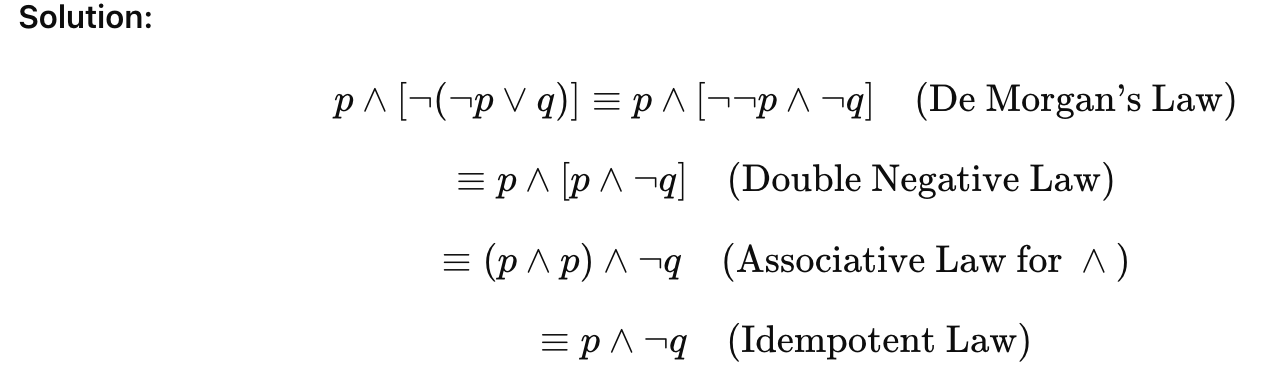 Solution:
p ∧ [¬(¬p ∨ q)] ≡ p ∧ [¬¬p ∧ ¬q] (De Morgan’s Law)
≡ p ∧ [p ∧ ¬q] (Double Negative Law)
≡ (p ∧ p) ∧ ¬q (Associative Law for ∧ )
≡ p ∧ ¬q (Idempotent Law)